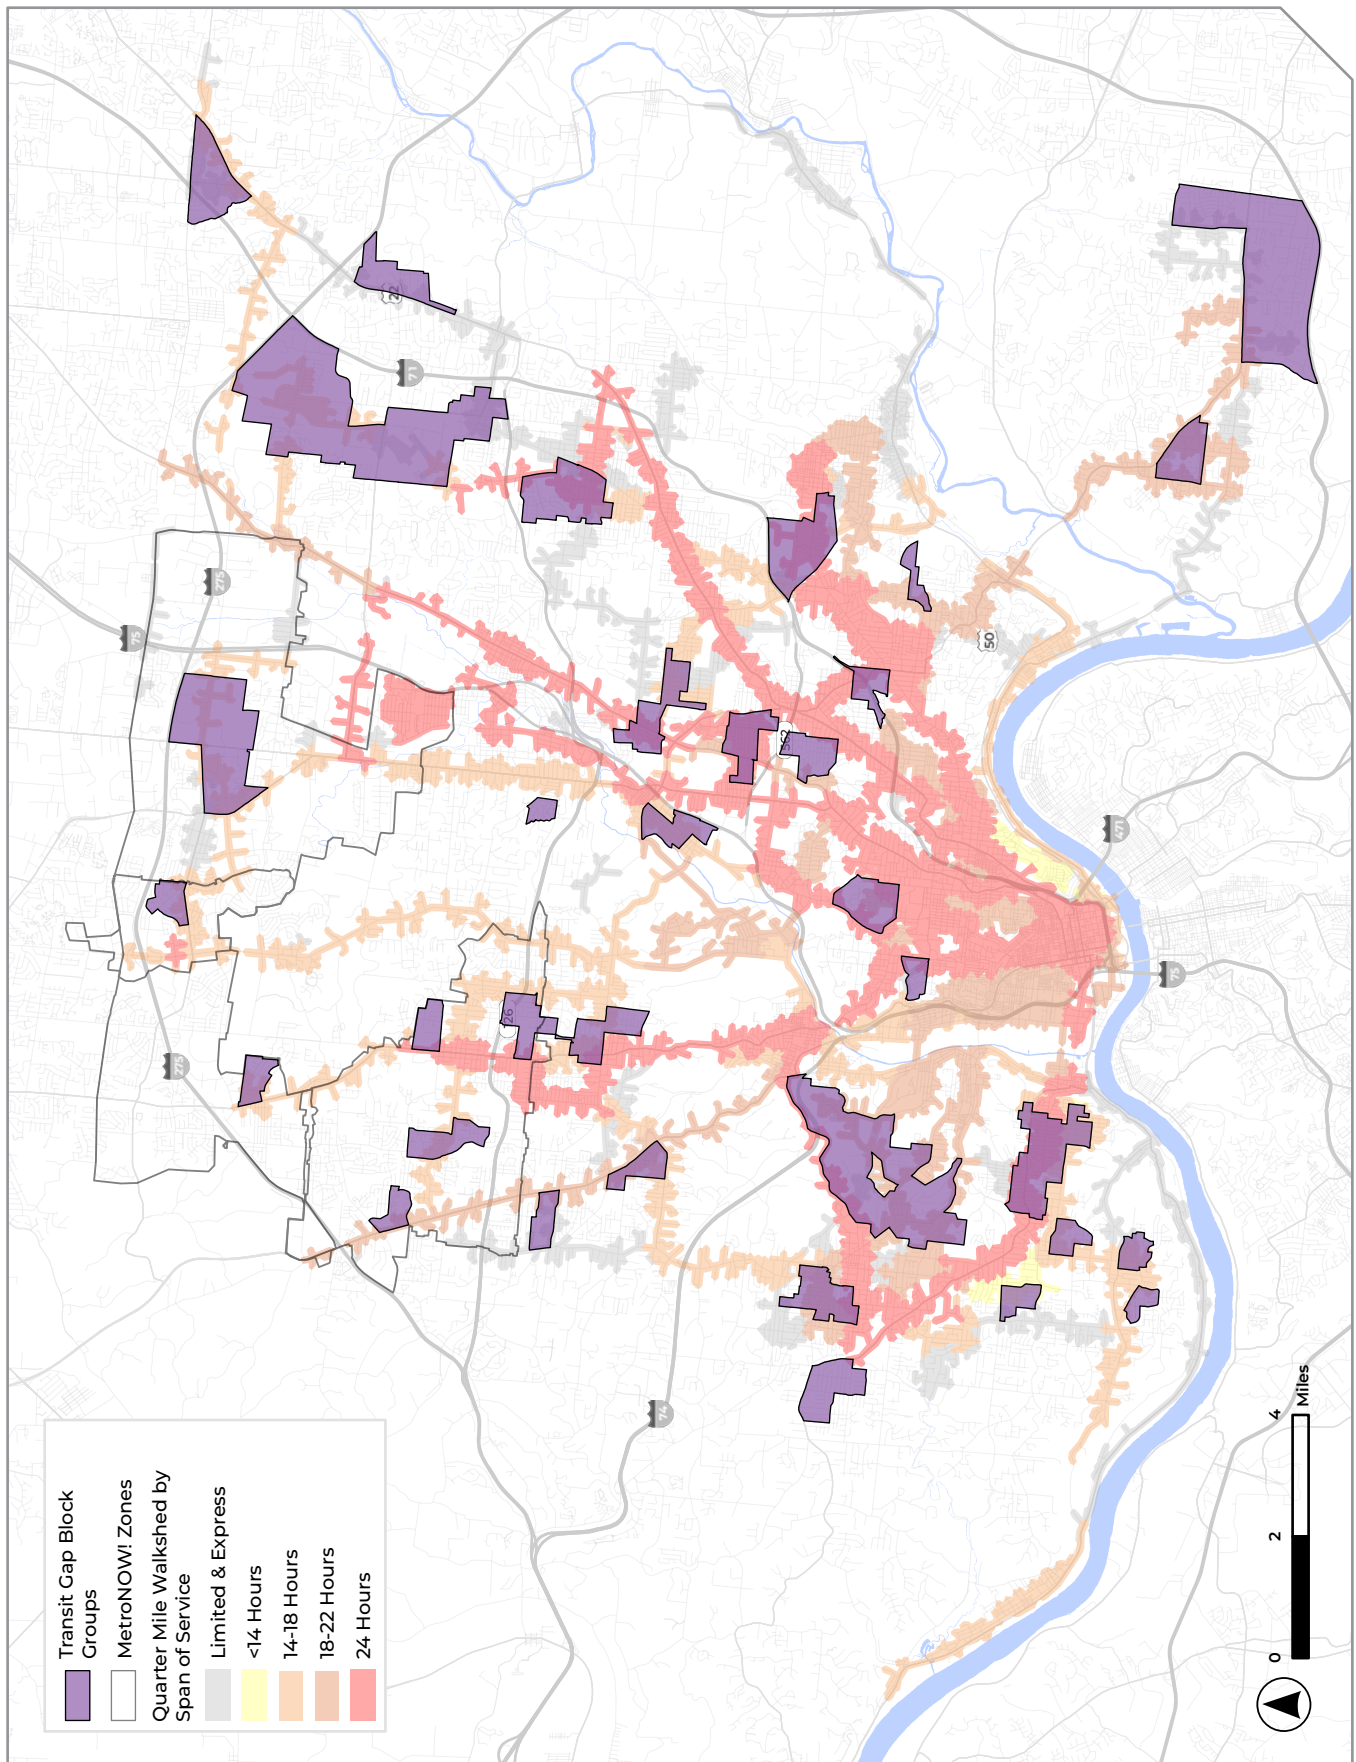 Transit Gap Block
Groups
MetroNOW! Zones
Quarter Mile Walkshed by
Span of Service
Limited & Express
<14 Hours
14-18 Hours
18-22 Hours
24 Hours
0
2
4
Miles
74
275
275
75
71
22
126
562
50
75
471